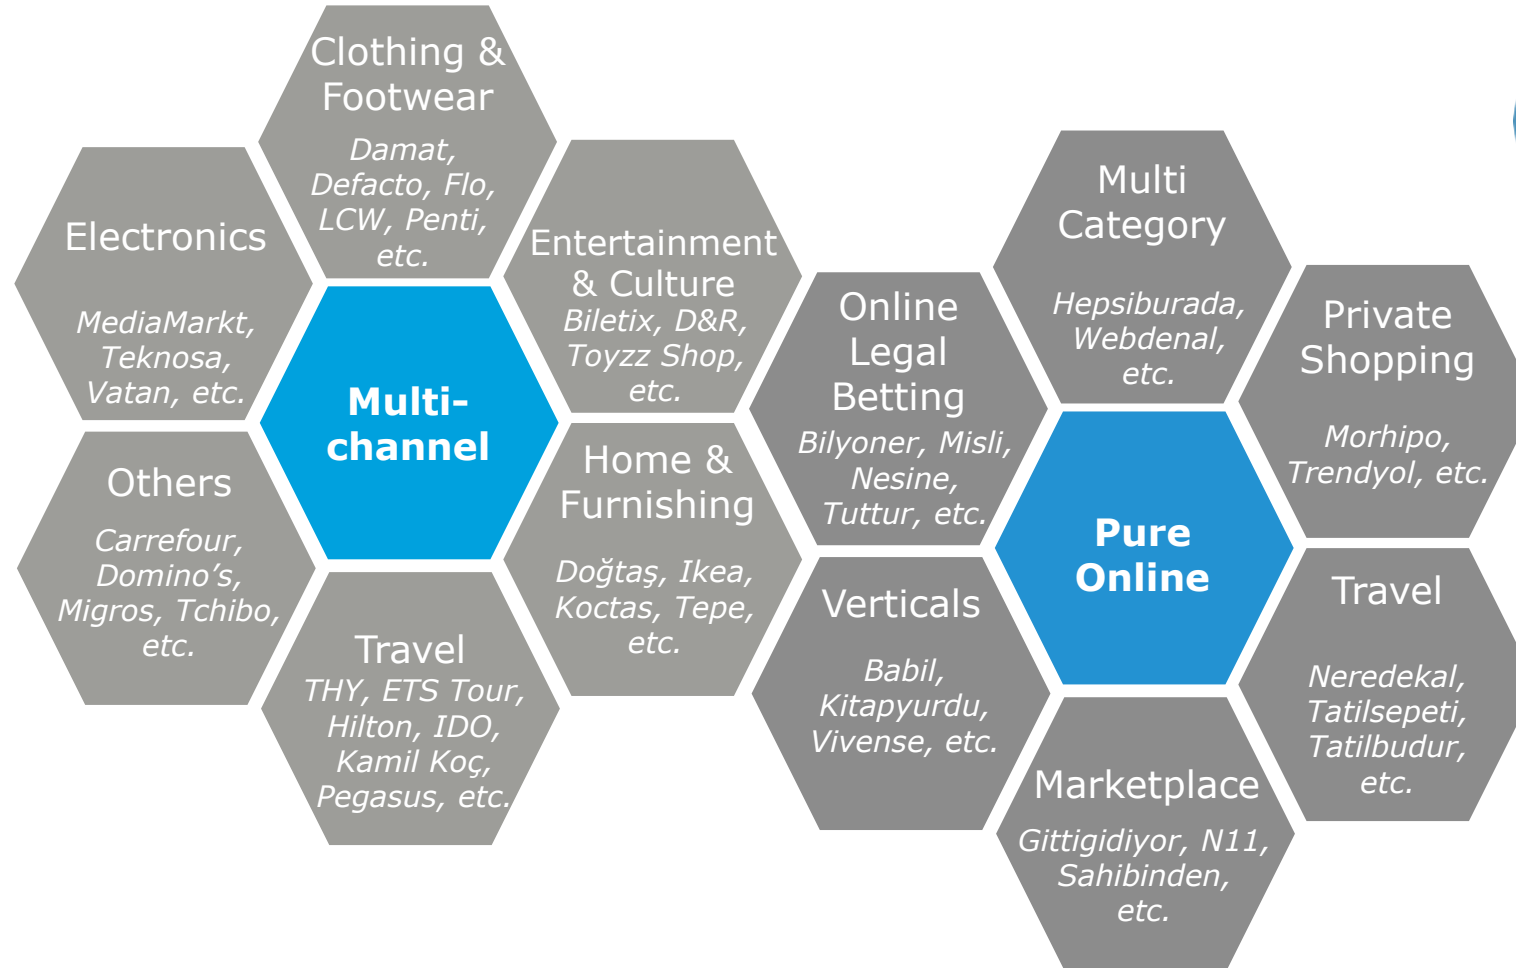 Clothing &
Footwear
Damat,
Defacto, Flo,
LCW, Penti,
etc.
Electronics
MediaMarkt,
Teknosa,
Vatan, etc.
Entertainment
& Culture
Biletix, D&R,
Toyzz Shop,
etc.
Multi–
channel
Others
Carrefour,
Domino’s,
Migros, Tchibo,
etc.
Home &
Furnishing
Doğtaş, Ikea,
Koctas, Tepe,
etc.
Travel
THY, ETS Tour,
Hilton, IDO,
Kamil Koç,
Pegasus, etc.
Multi
Category
Hepsiburada,
Webdenal,
etc.
Online
Legal
Betting
Bilyoner, Misli,
Nesine,
Tuttur, etc.
Private
Shopping
Morhipo,
Trendyol, etc.
Pure
Online
Verticals
Babil,
Kitapyurdu,
Vivense, etc.
Travel
Neredekal,
Tatilsepeti,
Tatilbudur,
etc.
Marketplace
Gittigidiyor, N11,
Sahibinden,
etc.